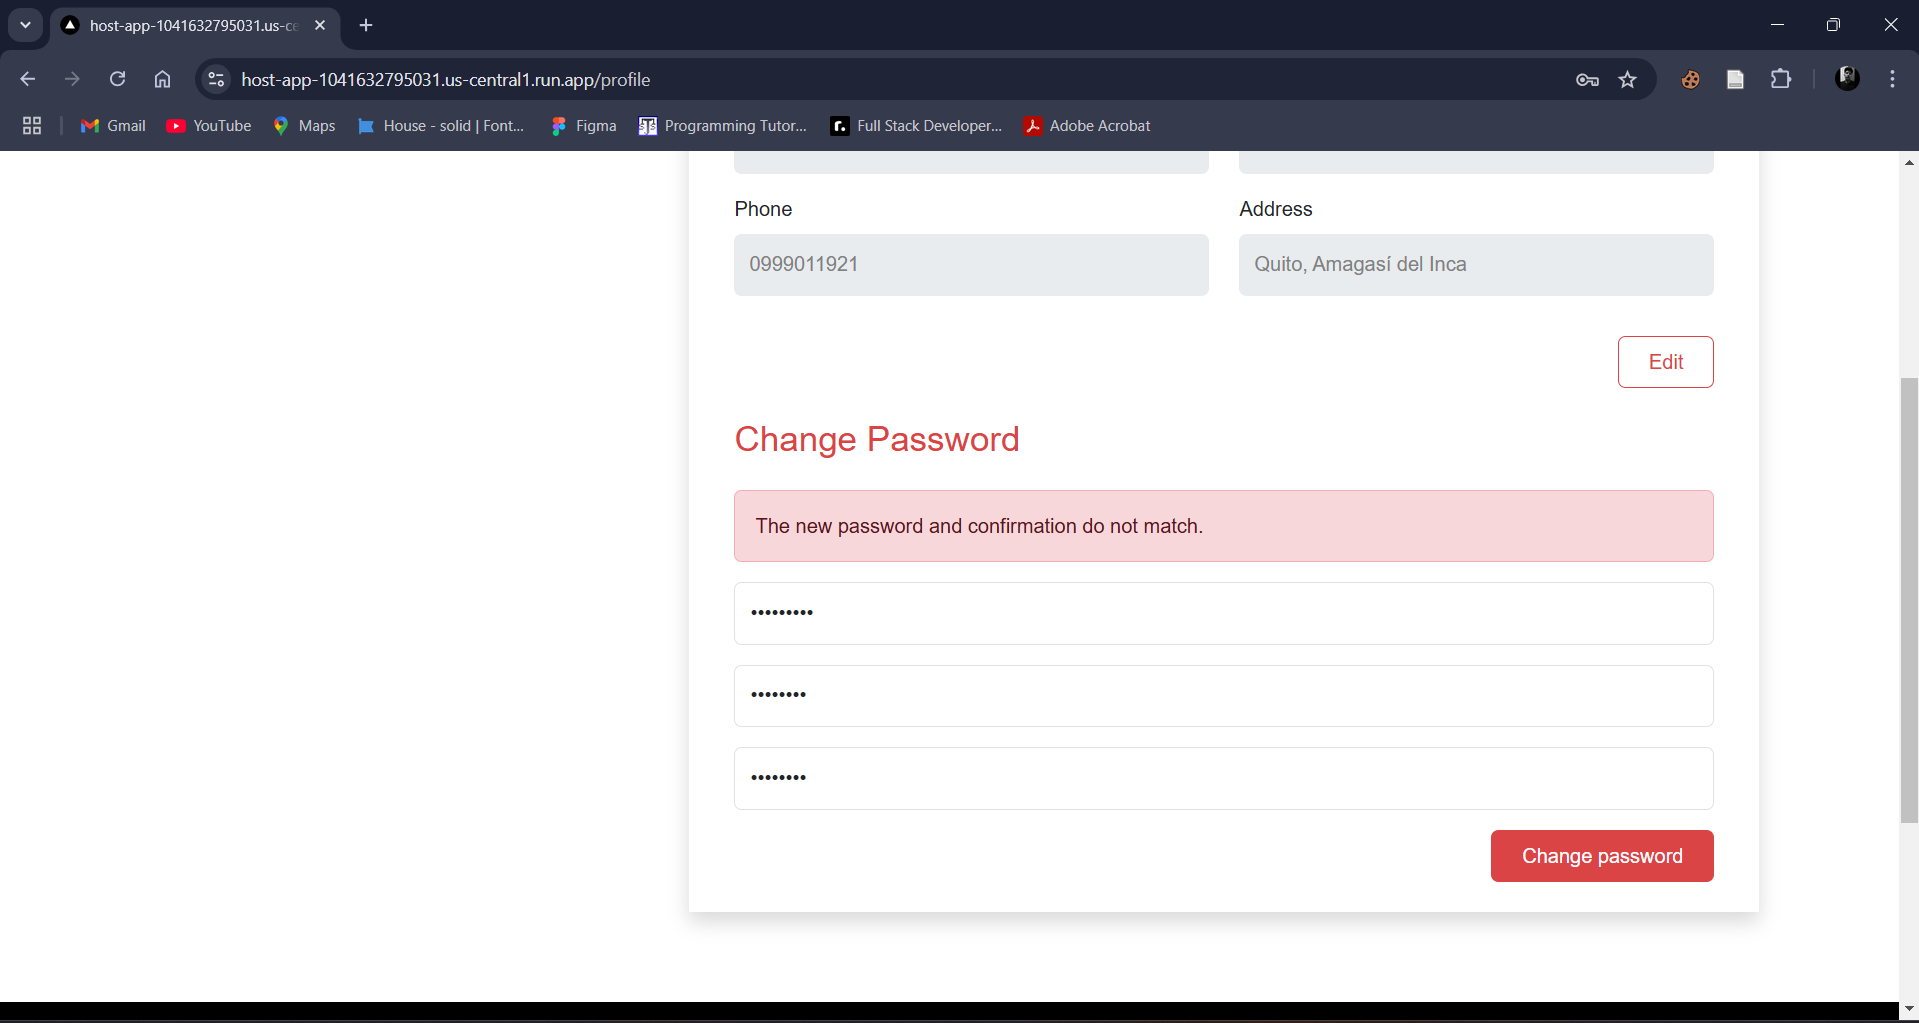 host-app-1041632795031.us-ce
host-app-1041632795031.us-central1.run.app/profile
Gmail YouTube Maps House - solid | Font... Figma Programming Tutor... Full Stack Developer... Adobe Acrobat
Phone Address
0999011921 Quito, Amagasí del Inca
Edit
Change Password
The new password and confirmation do not match.
•••••••••
••••••••
••••••••
Change password